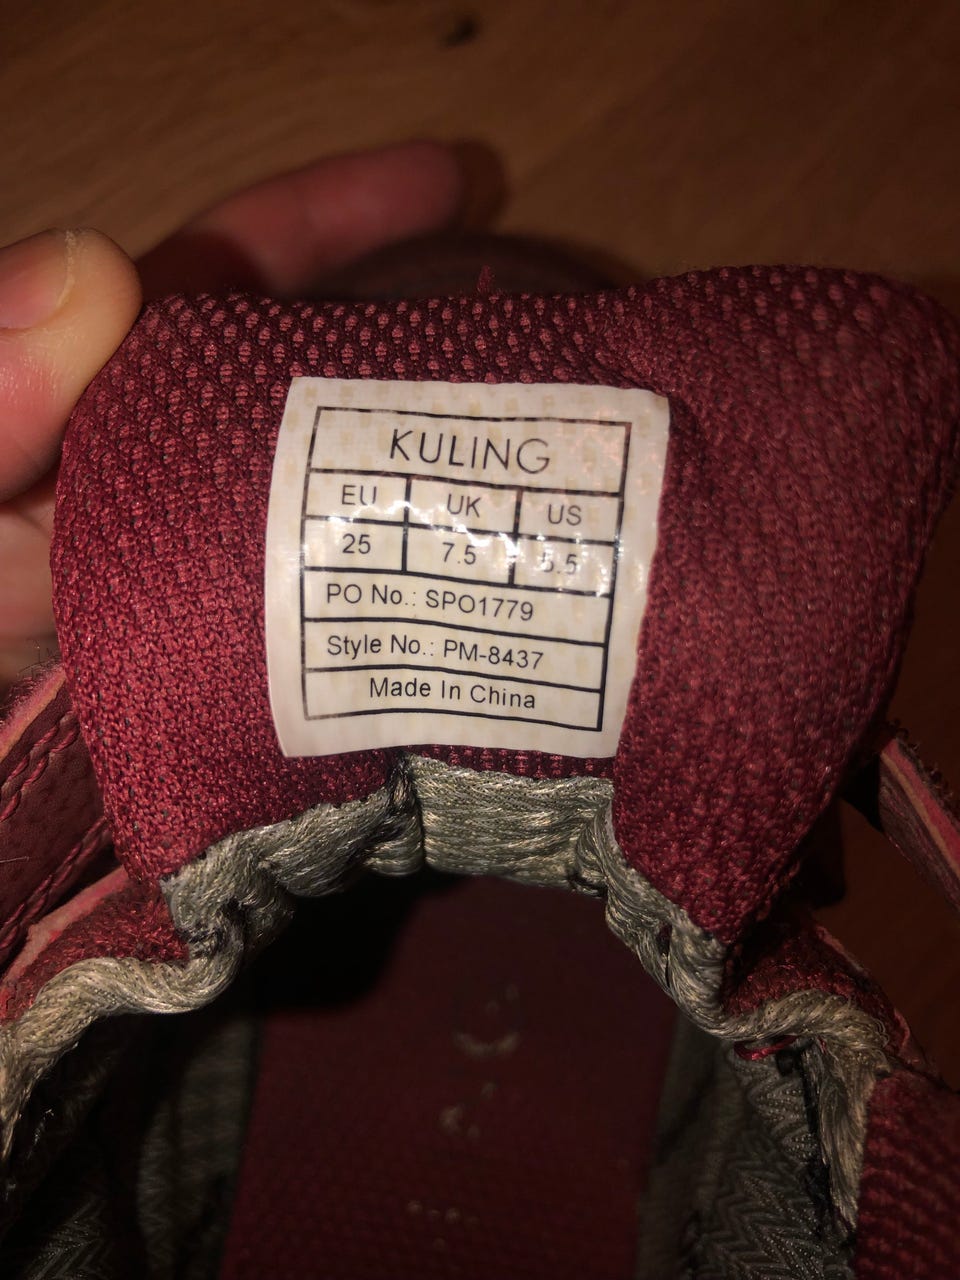 KULING
EU UK US
25 7.5
PO No.: SPO1779
Style No.: PM-8437
Made In China